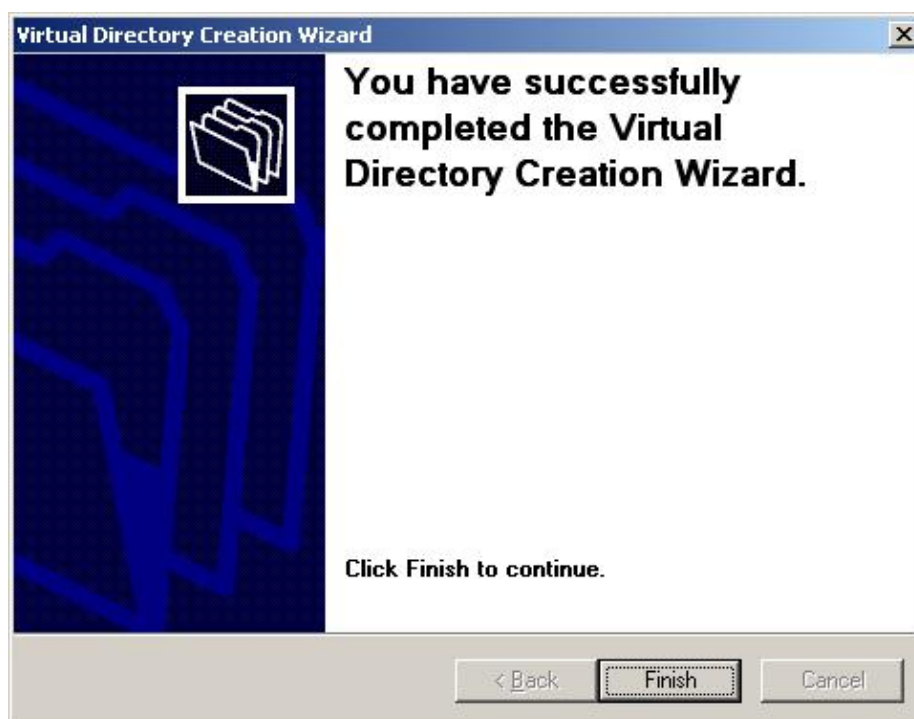 Virtual Directory Creation Wizard
You have successfully
completed the Virtual
Directory Creation Wizard.
Click Finish to continue.
< Back
Finish
Cancel